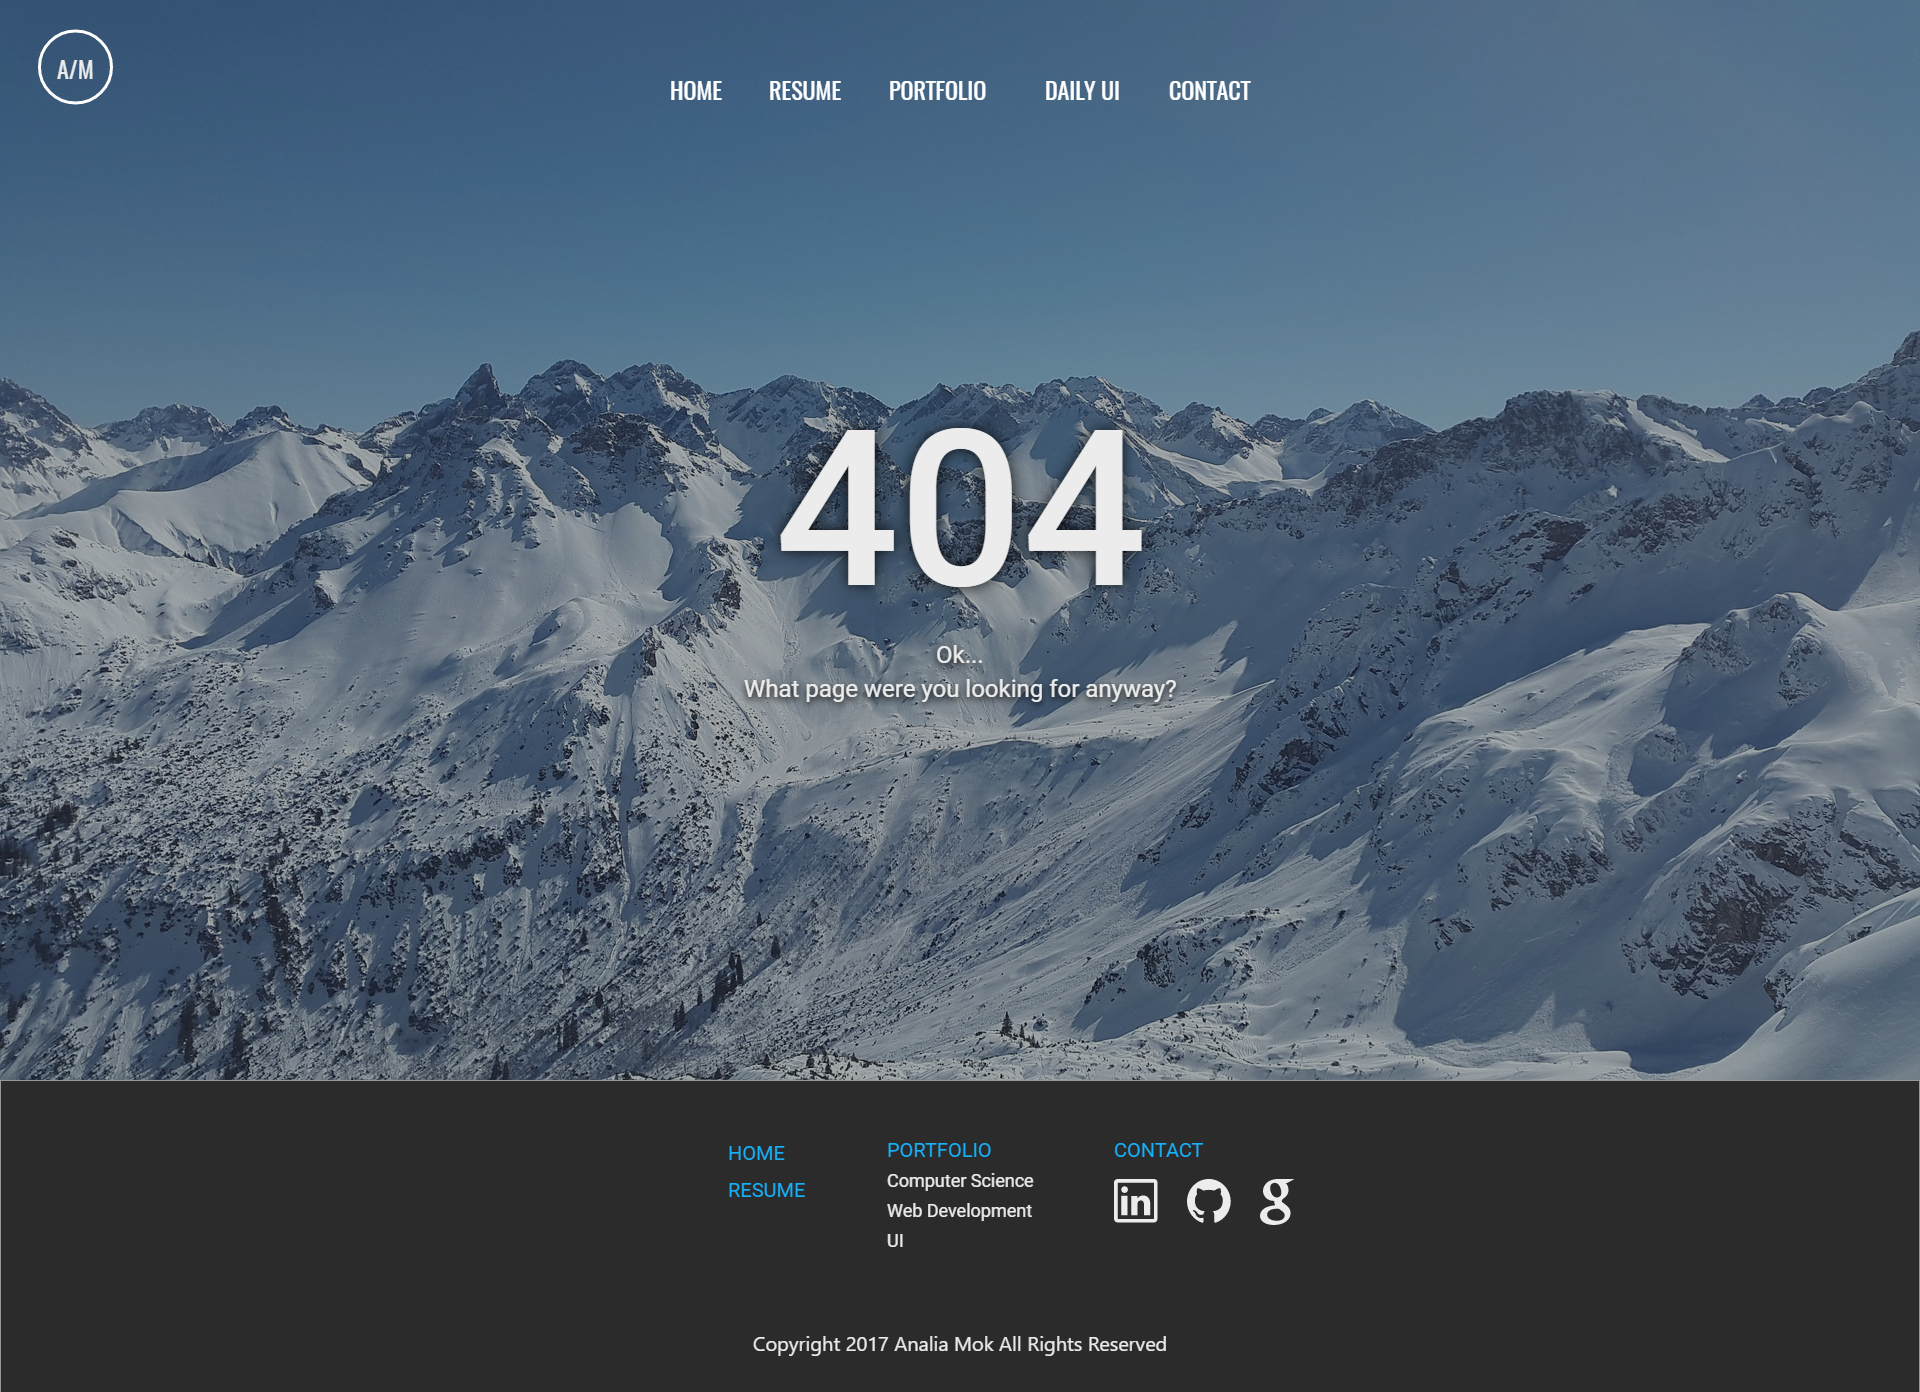 A/M
HOME RESUME PORTFOLIO DAILY UI CONTACT
404
Ok...
What page were you looking for anyway?
HOME
RESUME
PORTFOLIO
Computer Science
Web Development
UI
CONTACT
in
g
Copyright 2017 Analia Mok All Rights Reserved